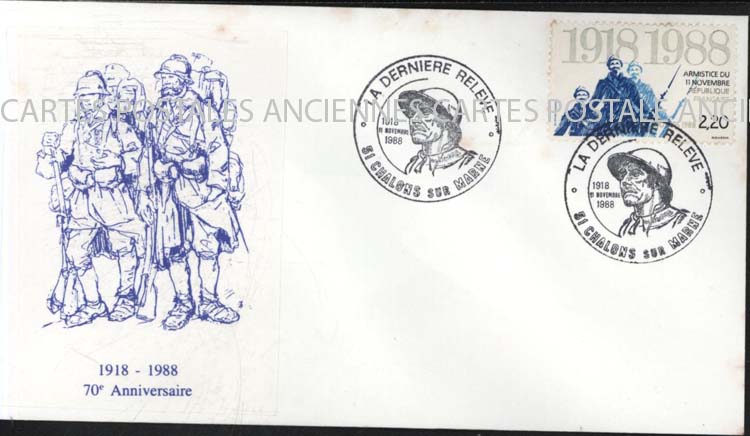 1918 1988
ARMISTICE DU
11 NOVEMBRE
RÉPUBLIQUE
FRANÇAISE
2,20
LA DERNIERE RELEVE
1918
11 NOVEMBRE
1988
51 CHALONS SUR MARNE
CARTES POSTALES ANCIENNES CARTES POSTALES ANCIENNES
LA DERNIERE RELEVE
1918
11 NOVEMBRE
1988
51 CHALONS SUR MARNE
1918 - 1988
70e Anniversaire